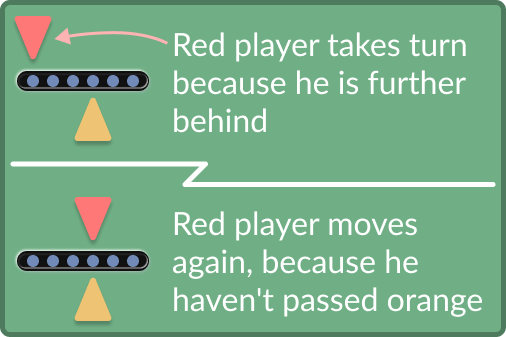 Red player takes turn
because he is further
behind
Red player moves
again, because he
haven't passed orange